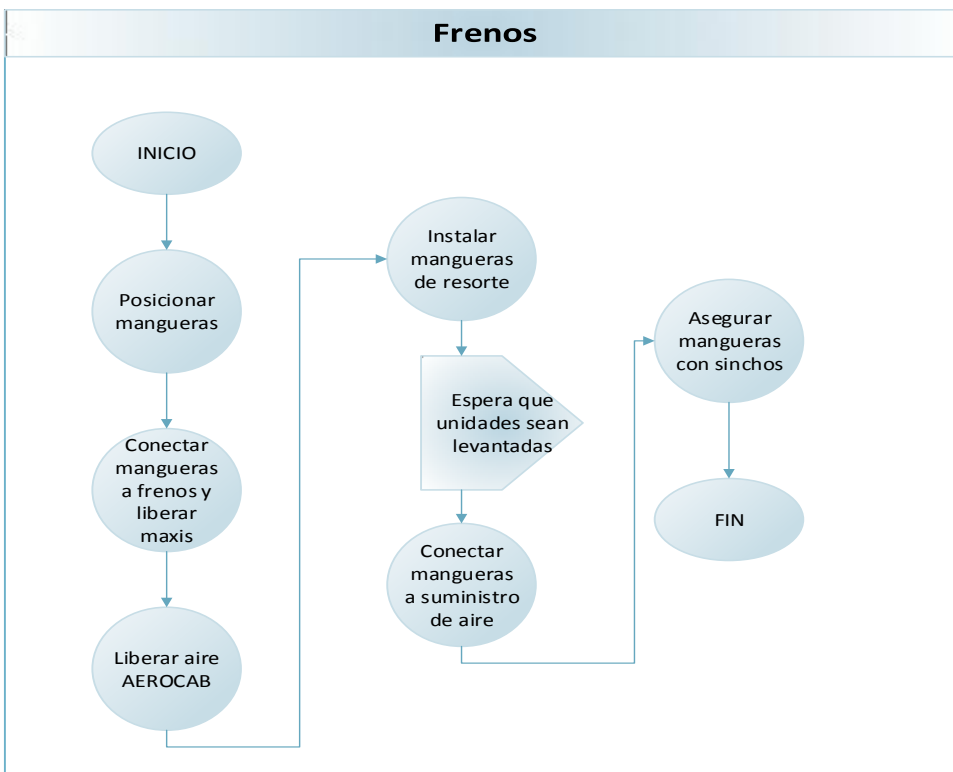 Frenos
INICIO
Posicionar
mangueras
Conectar
mangueras
a frenos y
liberar
maxis
Liberar aire
AEROCAB
Instalar
mangueras
de resorte
Espera que
unidades sean
levantadas
Conectar
mangueras
a suministro
de aire
Asegurar
mangueras
con sinchos
FIN